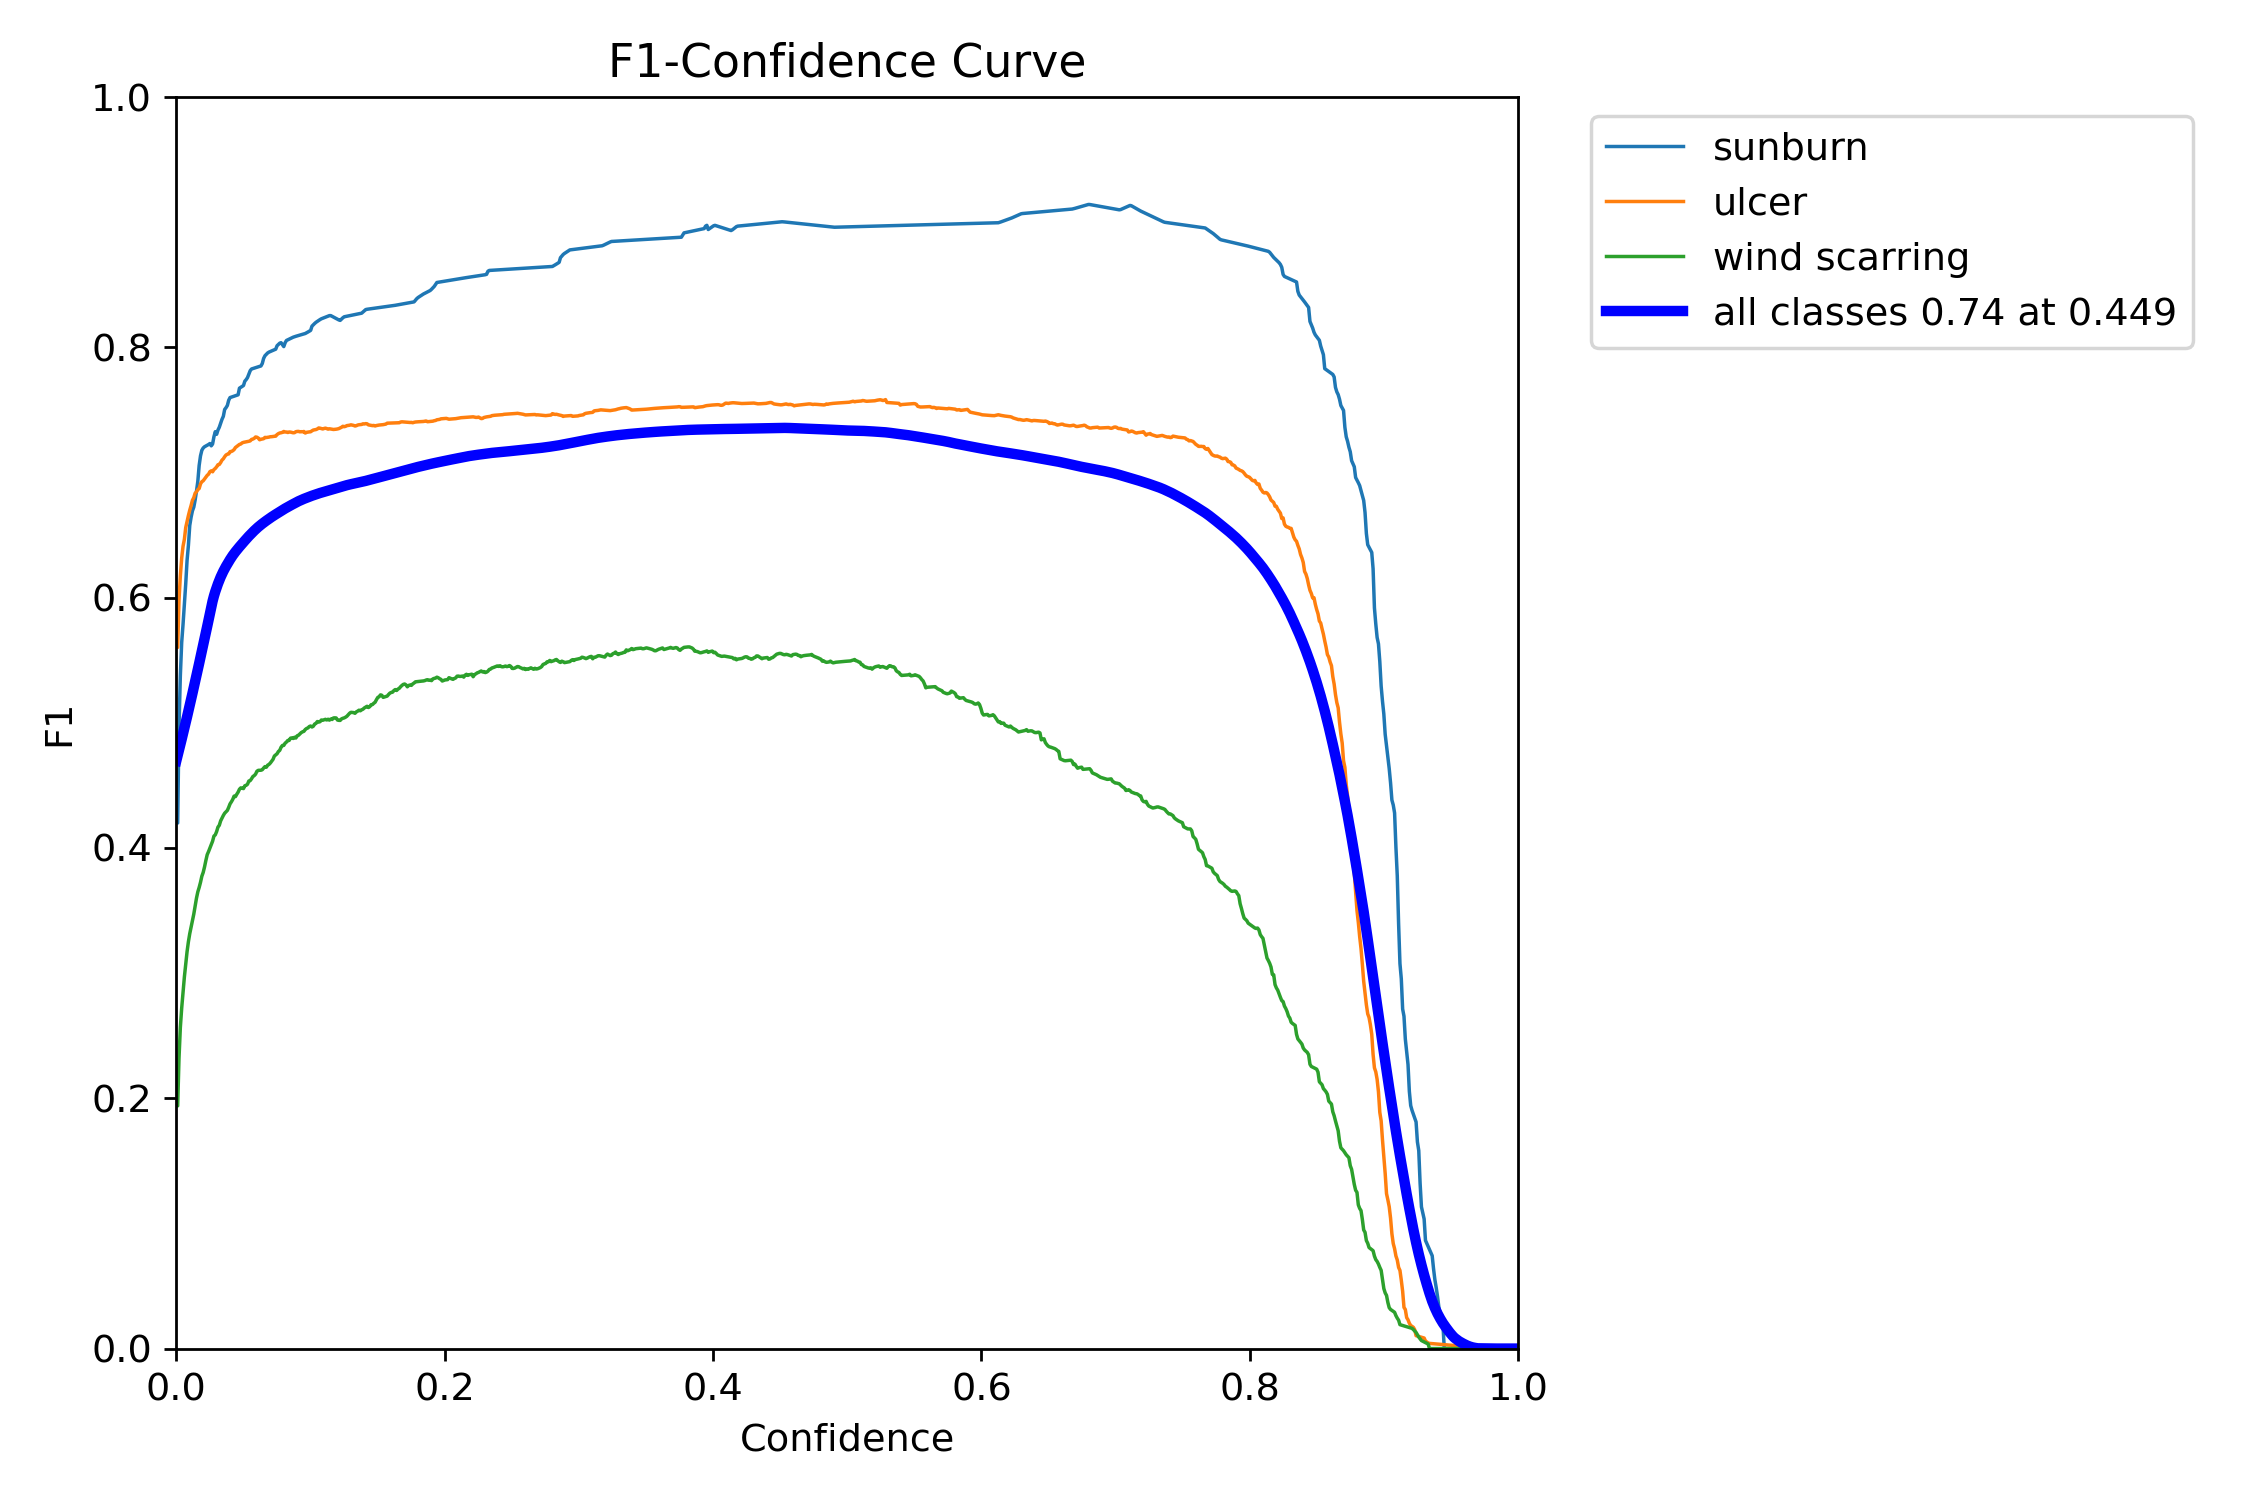 F1-Confidence Curve
1.0
0.8
0.6
0.4
0.2
0.0
F1
0.0 0.2 0.4 0.6 0.8 1.0
Confidence
sunburn
ulcer
wind scarring
all classes 0.74 at 0.449